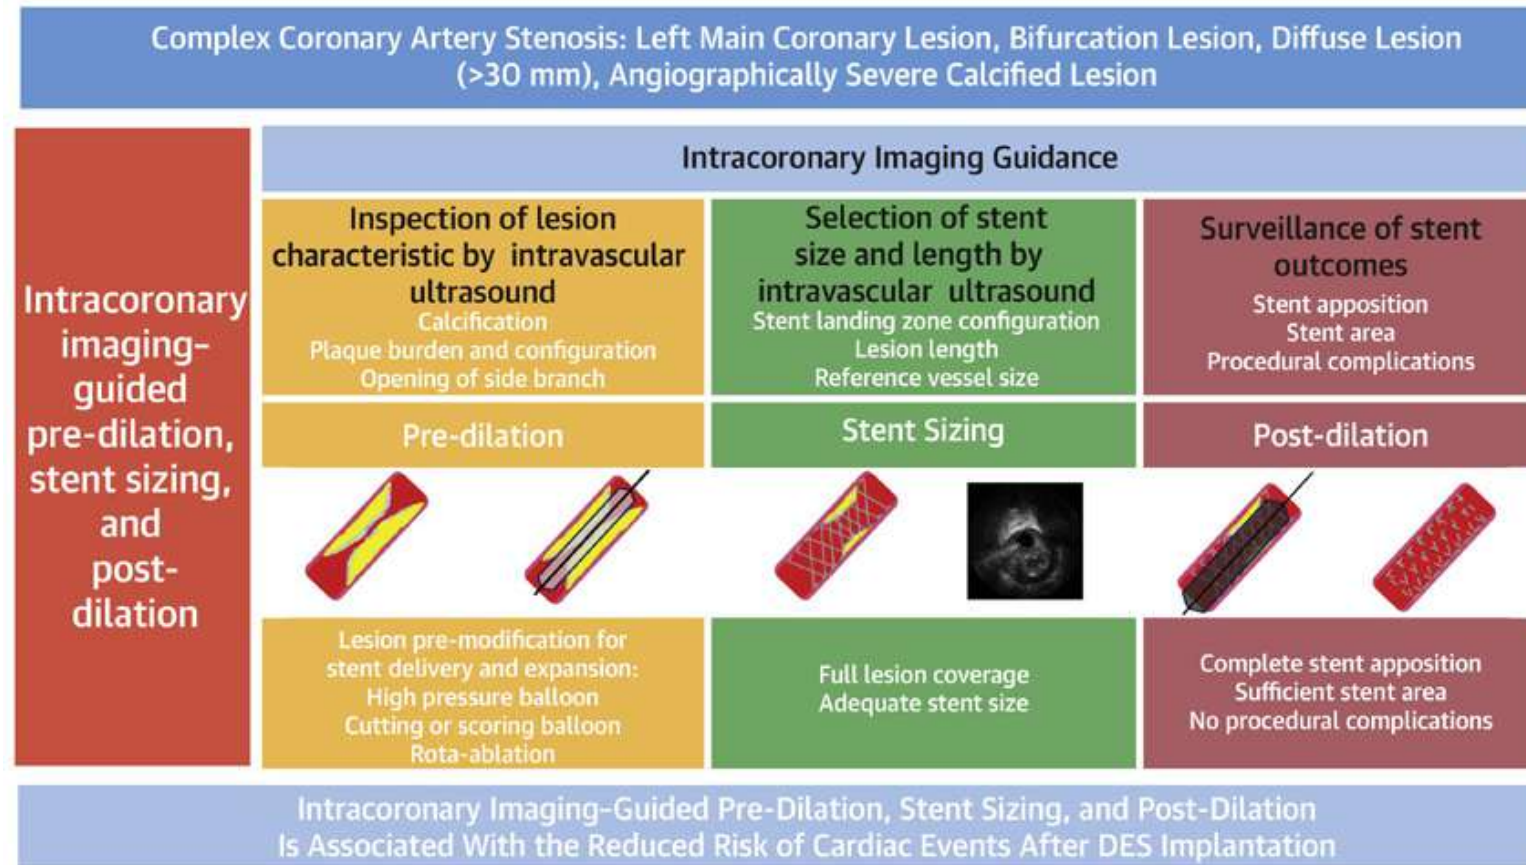 Complex Coronary Artery Stenosis: Left Main Coronary Lesion, Bifurcation Lesion, Diffuse Lesion
(>30 mm), Angiographically Severe Calcified Lesion
Intracoronary
imaging-
guided
pre-dilation,
stent sizing,
and
post-
dilation
Intracoronary Imaging Guidance
Inspection of lesion
characteristic by intravascular
ultrasound
Calcification
Plaque burden and configuration
Opening of side branch
Selection of stent
size and length by
intravascular ultrasound
Stent landing zone configuration
Lesion length
Reference vessel size
Surveillance of stent
outcomes
Stent apposition
Stent area
Procedural complications
Pre-dilation
Stent Sizing
Post-dilation
Lesion pre-modification for
stent delivery and expansion:
High pressure balloon
Cutting or scoring balloon
Rota-ablation
Full lesion coverage
Adequate stent size
Complete stent apposition
Sufficient stent area
No procedural complications
Intracoronary Imaging-Guided Pre-Dilation, Stent Sizing, and Post-Dilation
Is Associated With the Reduced Risk of Cardiac Events After DES Implantation